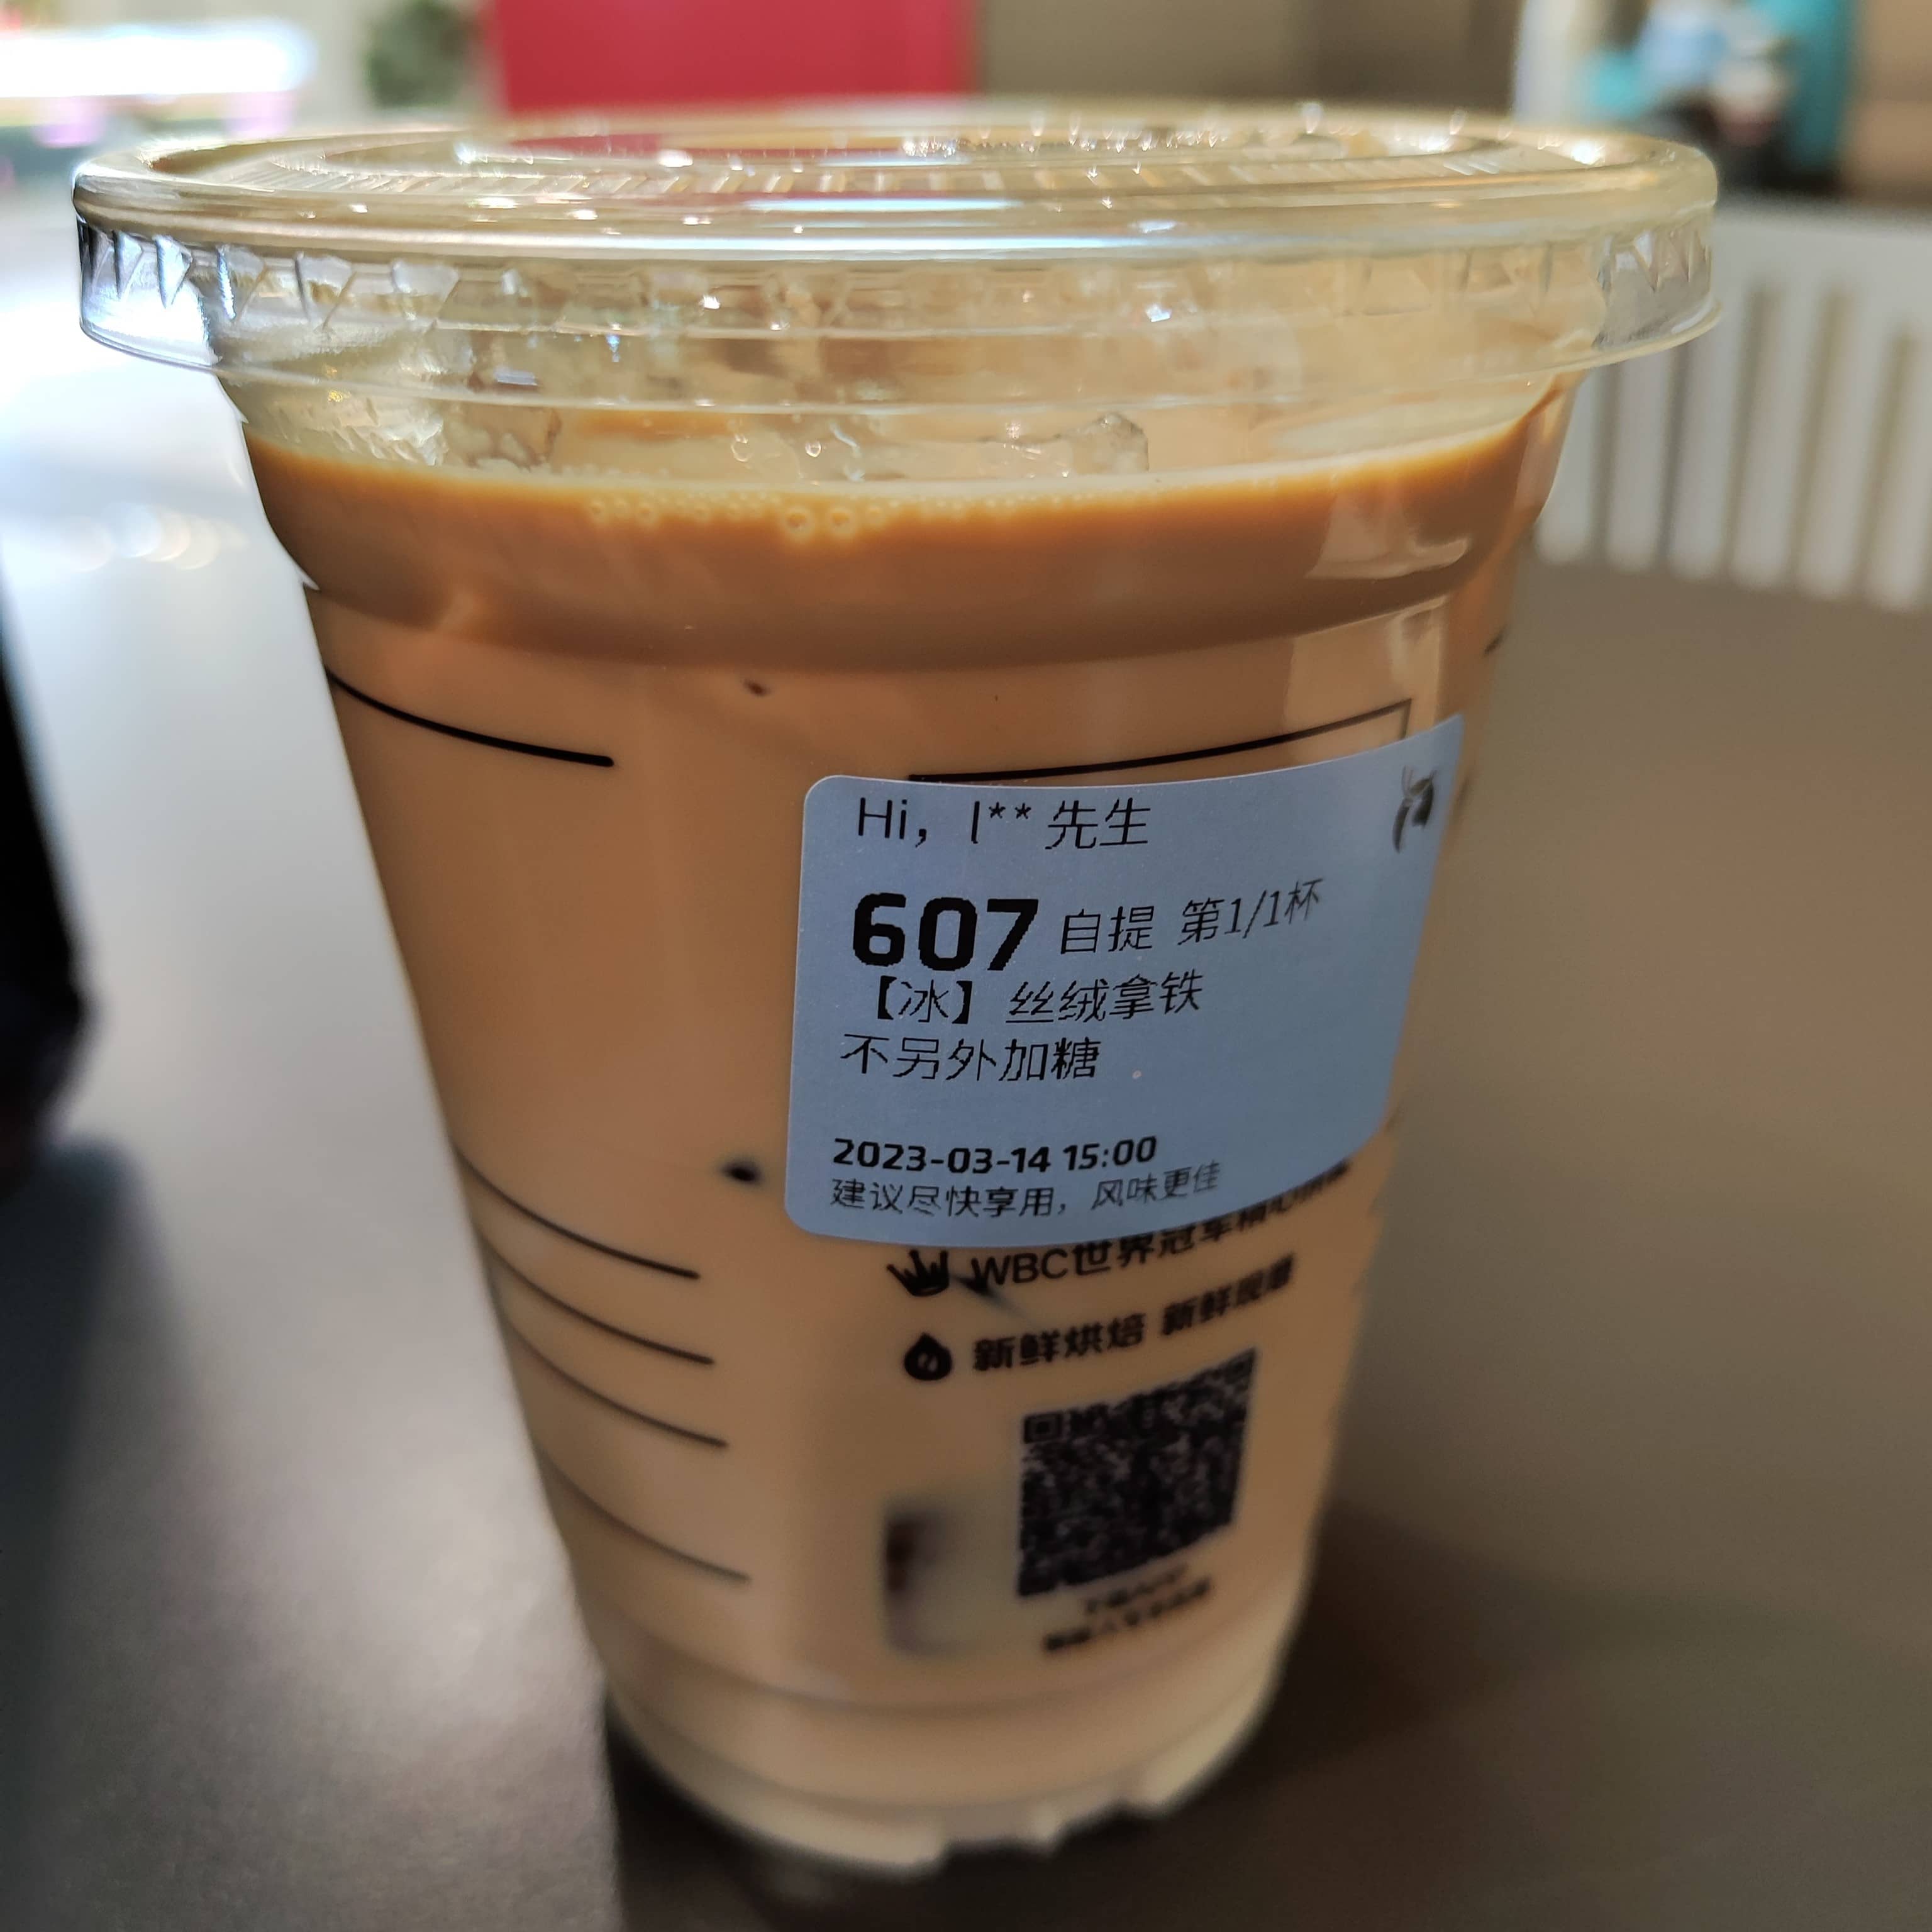 Hi, l** 先生
607 自提 第1/1杯
【冰】 丝绒拿铁
不另外加糖
2023-03-14 15:00
建议尽快享用，风味更佳
WBC世界冠军
新鲜烘焙 新鲜现磨